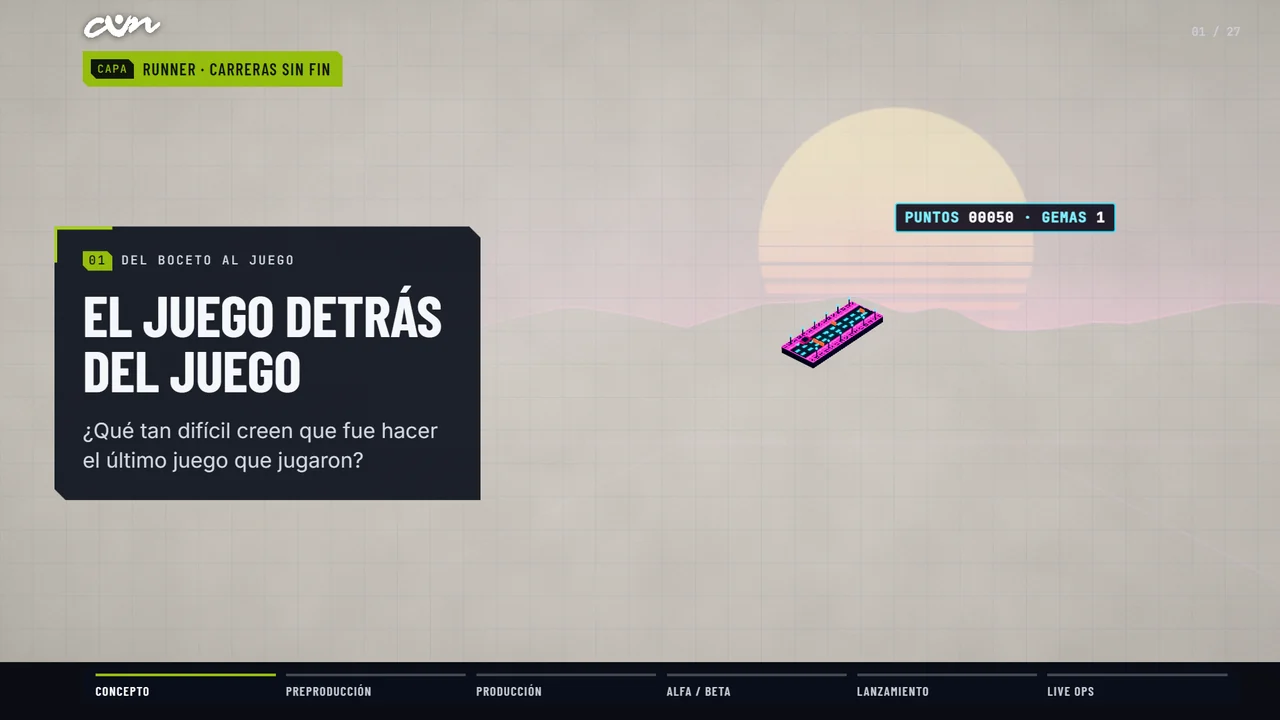 cum
01 / 27
CAPA RUNNER · CARRERAS SIN FIN
PUNTOS 00050 · GEMAS 1
01 DEL BOCETO AL JUEGO
EL JUEGO DETRÁS
DEL JUEGO
¿Qué tan difícil creen que fue hacer
el último juego que jugaron?
CONCEPTO
PREPRODUCCIÓN
PRODUCCIÓN
ALFA / BETA
LANZAMIENTO
LIVE OPS